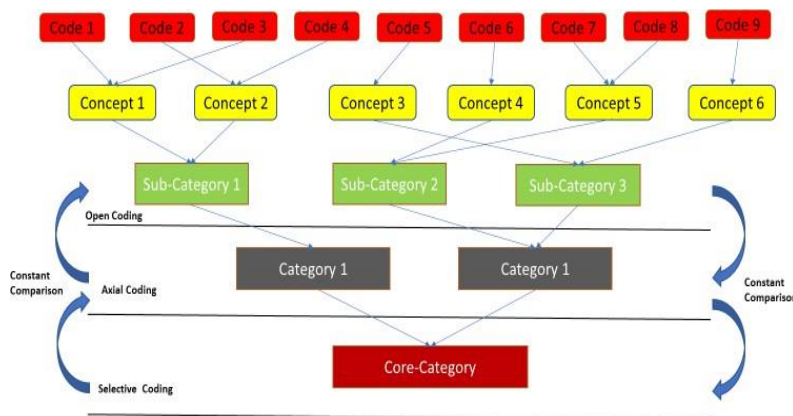 Code 1
Code 2
Code 3
Code 4
Code 5
Code 6
Code 7
Code 8
Code 9
Concept 1
Concept 2
Concept 3
Concept 4
Concept 5
Concept 6
Sub-Category 1
Sub-Category 2
Sub-Category 3
Open Coding
Category 1
Category 1
Constant
Comparison
Axial Coding
Constant
Comparison
Core-Category
Selective Coding